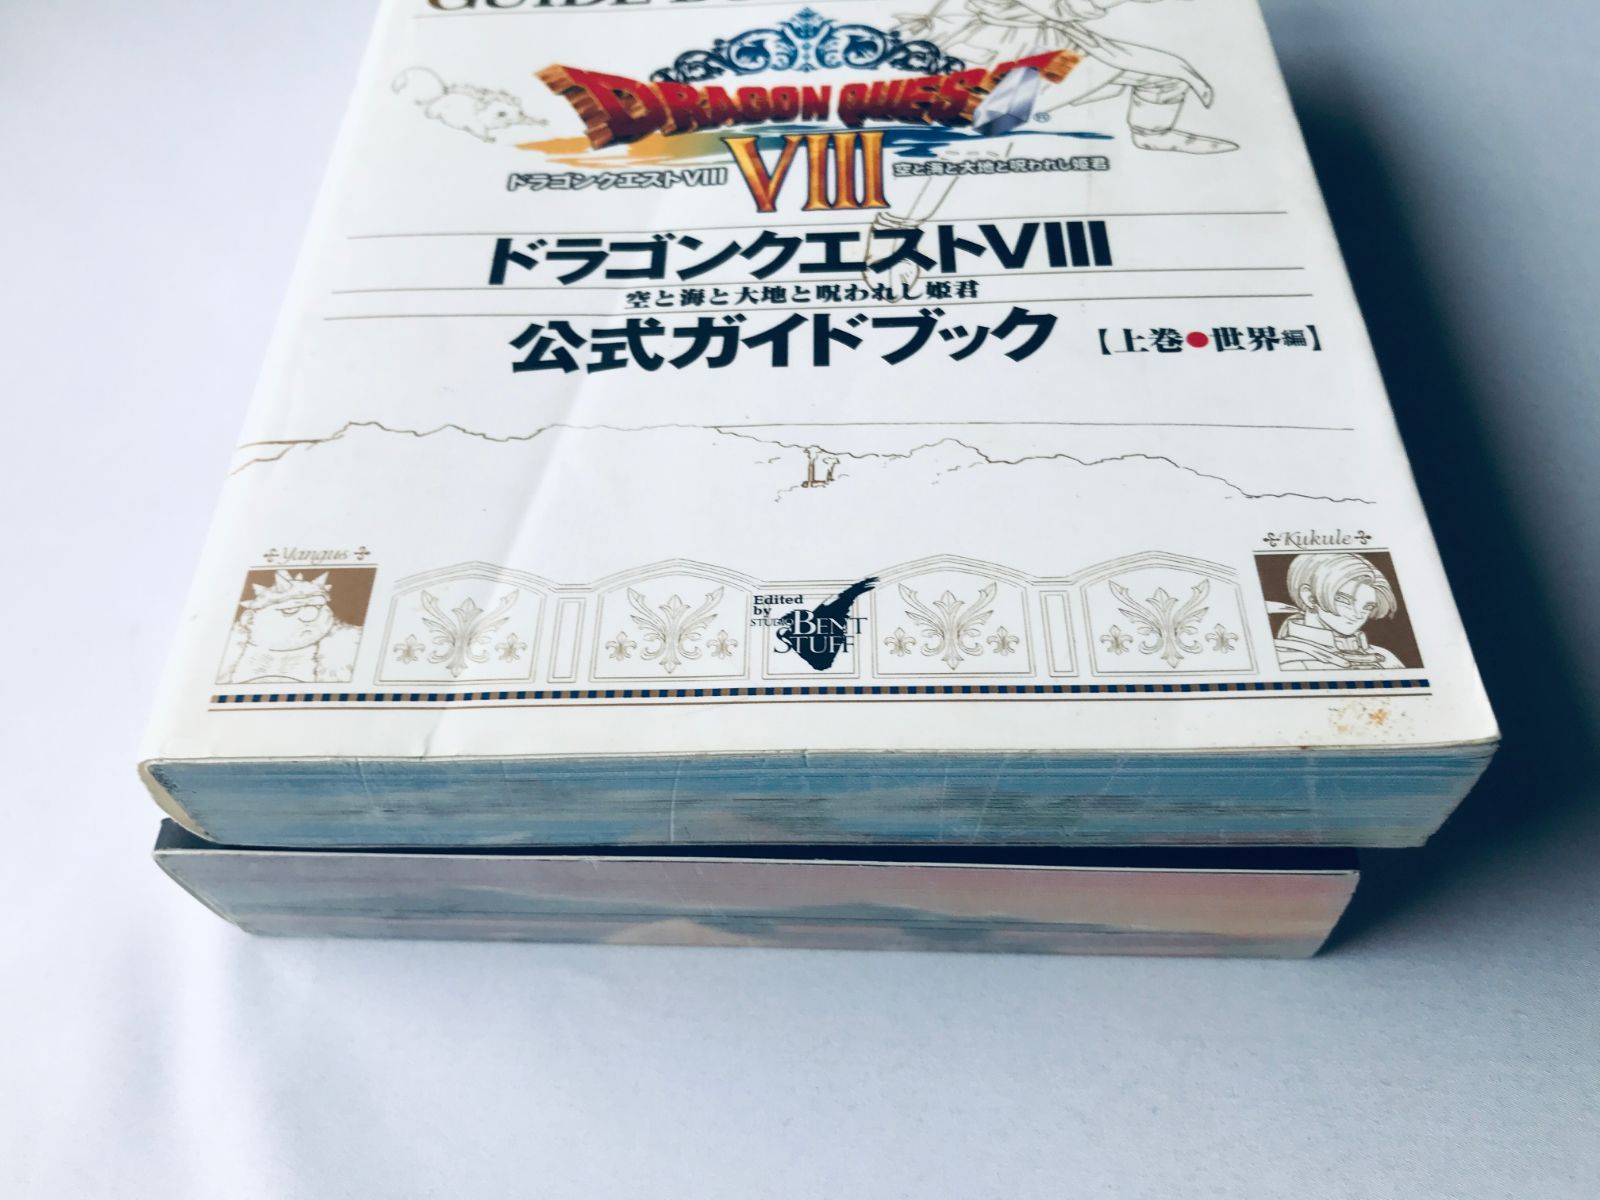 GUIDE BO
DRAGON QUEST
®
ドラゴンクエストVIII
VIII
空と海と大地と呪われし姫君
ドラゴンクエストVIII
空と海と大地と呪われし姫君
公式ガイドブック
【上巻●世界編】
Yangus
Kukule
Edited
by
STUDIO BENT
STUFF